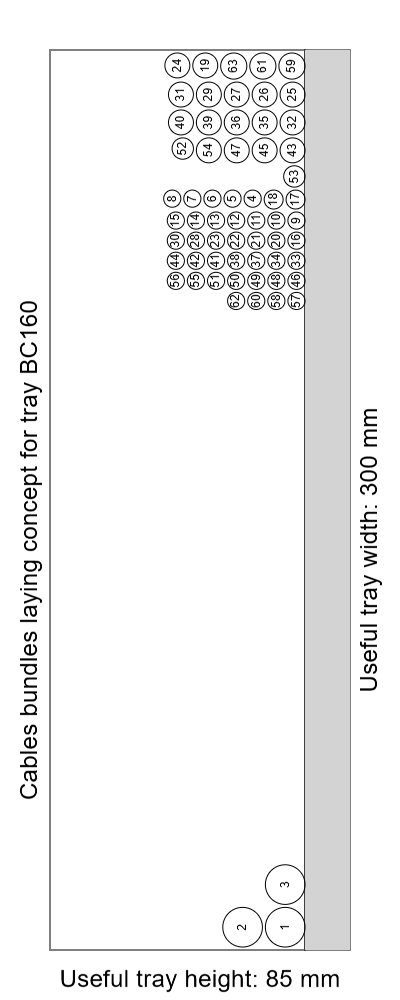 Cables bundles laying concept for tray BC160
24 19 63 61 59
31 29 27 26 25
40 39 36 35 32
52 54 47 45 43
53
8 7 6 5 4 18 17
15 14 13 12 11 10 9
30 28 23 22 21 20 16
44 42 41 38 37 34 33
56 55 51 50 49 48 46
62 60 58 57
3
2 1
Useful tray width: 300 mm
Useful tray height: 85 mm